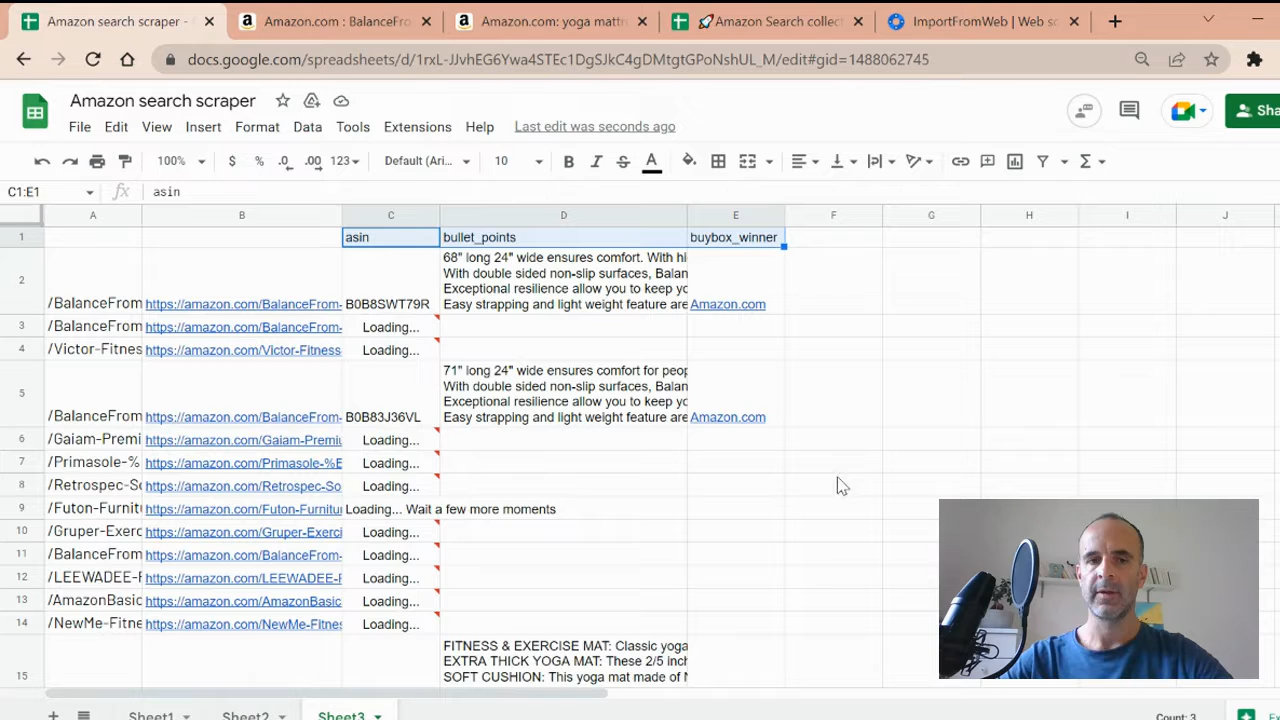 Amazon search scraper -
Amazon.com : BalanceFro
Amazon.com: yoga mattr
🚀Amazon Search collect
ImportFromWeb | Web sc
docs.google.com/spreadsheets/d/1rxL-JJvhEG6Ywa4STEc1DgSJkC4gDMtgtGPoNshUL_M/edit#gid=1488062745
Amazon search scraper
File Edit View Insert Format Data Tools Extensions Help Last edit was seconds ago
Sha
100% $ % .0 .00 123 Default (Ari... 10 B I S A Σ
C1:E1 fx asin
A B C D E F G H I J
1 asin bullet_points buybox_winner
68" long 24" wide ensures comfort. With hi
With double sided non-slip surfaces, Balan
Exceptional resilience allow you to keep yo
2 /BalanceFrom https://amazon.com/BalanceFrom- B0B8SWT79R Easy strapping and light weight feature are Amazon.com
3 /BalanceFrom https://amazon.com/BalanceFrom- Loading...
4 /Victor-Fitness https://amazon.com/Victor-Fitness Loading...
71" long 24" wide ensures comfort for peop
With double sided non-slip surfaces, Balan
Exceptional resilience allow you to keep yo
5 /BalanceFrom https://amazon.com/BalanceFrom- B0B83J36VL Easy strapping and light weight feature are Amazon.com
6 /Gaiam-Premi https://amazon.com/Gaiam-Premiu Loading...
7 /Primasole-% https://amazon.com/Primasole-%E Loading...
8 /Retrospec-So https://amazon.com/Retrospec-So Loading...
9 /Futon-Furnitu https://amazon.com/Futon-Furnitu Loading... Wait a few more moments
10 /Gruper-Exerc https://amazon.com/Gruper-Exerci Loading...
11 /BalanceFrom https://amazon.com/BalanceFrom- Loading...
12 /LEEWADEE-F https://amazon.com/LEEWADEE-F Loading...
13 /AmazonBasic https://amazon.com/AmazonBasic Loading...
14 /NewMe-Fitne https://amazon.com/NewMe-Fitnes Loading...
FITNESS & EXERCISE MAT: Classic yoga
EXTRA THICK YOGA MAT: These 2/5 inch
15 SOFT CUSHION: This yoga mat made of N
Sheet1 Sheet2 Sheet3 Count: 3